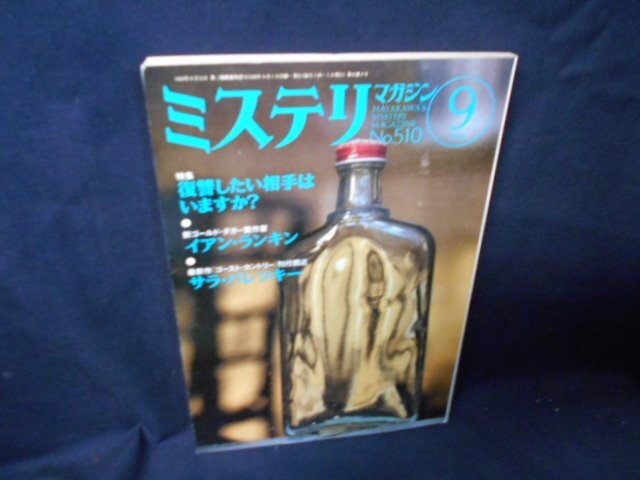 ミステリマガジン
HAYAKAWA'S
MYSTERY
MAGAZINE
No.510
9
特集
復讐したい相手は
いますか?
新ゴールド・ダガー賞作家
イアン・ランキン
最新作『ゴースト・カントリー』刊行間近
サラ・パレツキー